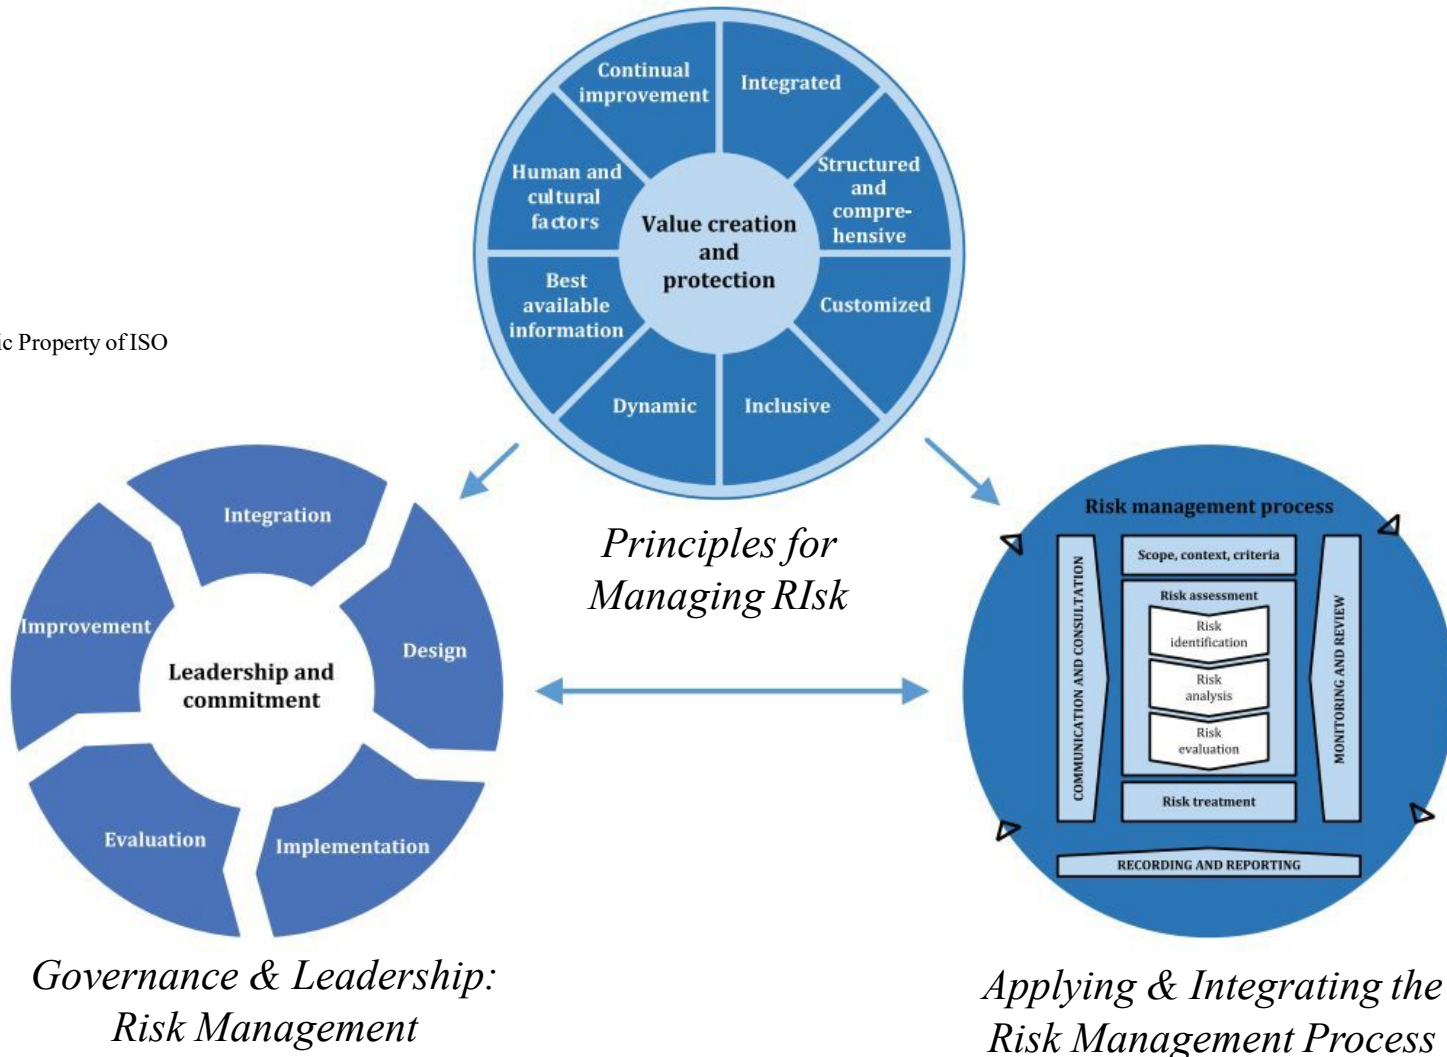 Continual
improvement
Integrated
Human and
cultural
factors
Structured
and
compre-
hensive
Value creation
and
protection
Best
available
information
Customized
Dynamic
Inclusive
ic Property of ISO
Principles for
Managing RIsk
Integration
Improvement
Design
Leadership and
commitment
Evaluation
Implementation
Governance & Leadership:
Risk Management
Risk management process
Scope, context, criteria
Risk assessment
Risk
identification
Risk
analysis
Risk
evaluation
Risk treatment
COMMUNICATION AND CONSULTATION
MONITORING AND REVIEW
RECORDING AND REPORTING
Applying & Integrating the
Risk Management Process